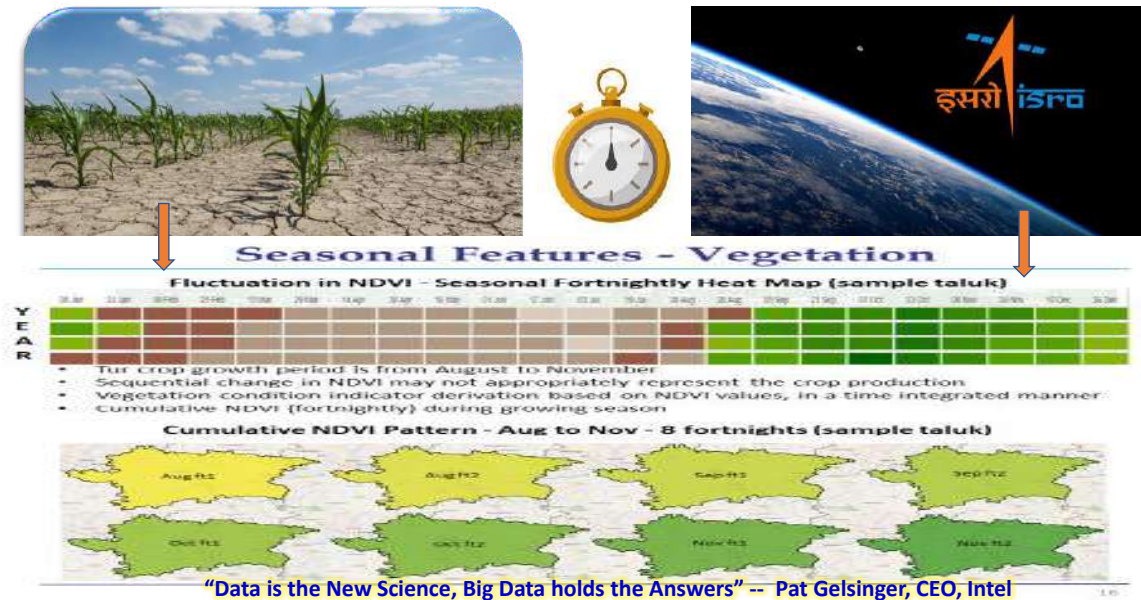 इसरो isro
Seasonal Features - Vegetation
Fluctuation in NDVI - Seasonal Fortnightly Heat Map (sample taluk)
Y
E
A
R
• Tur crop growth period is from August to November
• Sequential change in NDVI may not appropriately represent the crop production
• Vegetation condition indicator derivation based on NDVI values, in a time integrated manner
• Cumulative NDVI (fortnightly) during growing season
Cumulative NDVI Pattern - Aug to Nov - 8 fortnights (sample taluk)
Aug ft1 Aug ft2 Sep ft1 Sep ft2
Oct ft1 Oct ft2 Nov ft1 Nov ft2
“Data is the New Science, Big Data holds the Answers” -- Pat Gelsinger, CEO, Intel